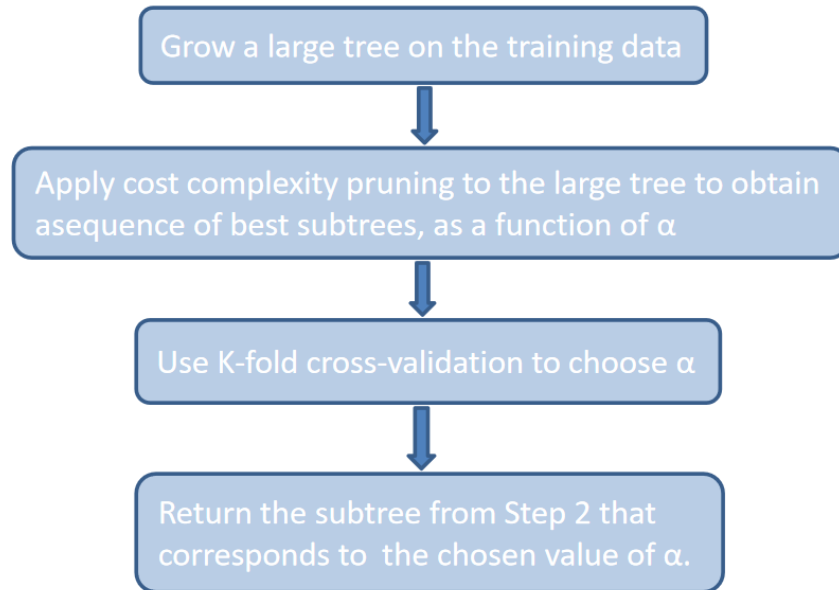 Grow a large tree on the training data
Apply cost complexity pruning to the large tree to obtain
asequence of best subtrees, as a function of α
Use K-fold cross-validation to choose α
Return the subtree from Step 2 that
corresponds to the chosen value of α.